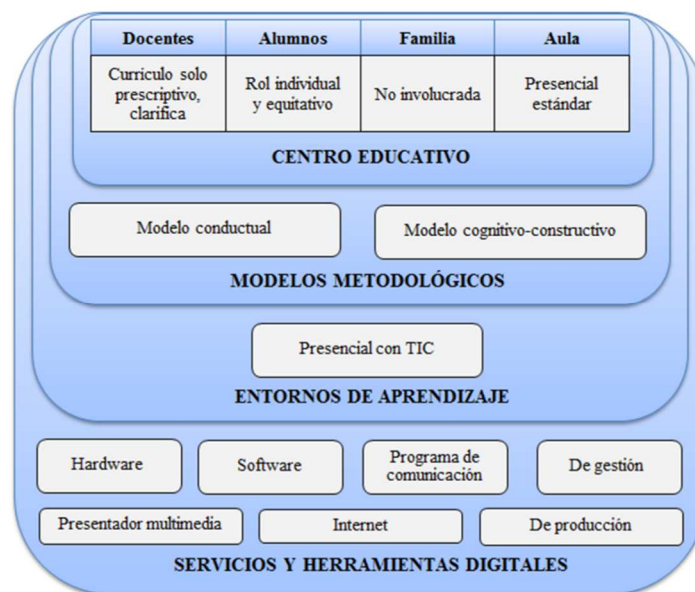 Docentes Alumnos Familia Aula
Currículo solo
prescriptivo,
clarifica
Rol individual
y equitativo
No involucrada
Presencial
estándar
CENTRO EDUCATIVO
Modelo conductual
Modelo cognitivo-constructivo
MODELOS METODOLÓGICOS
Presencial con TIC
ENTORNOS DE APRENDIZAJE
Hardware
Software
Programa de
comunicación
De gestión
Presentador multimedia
Internet
De producción
SERVICIOS Y HERRAMIENTAS DIGITALES